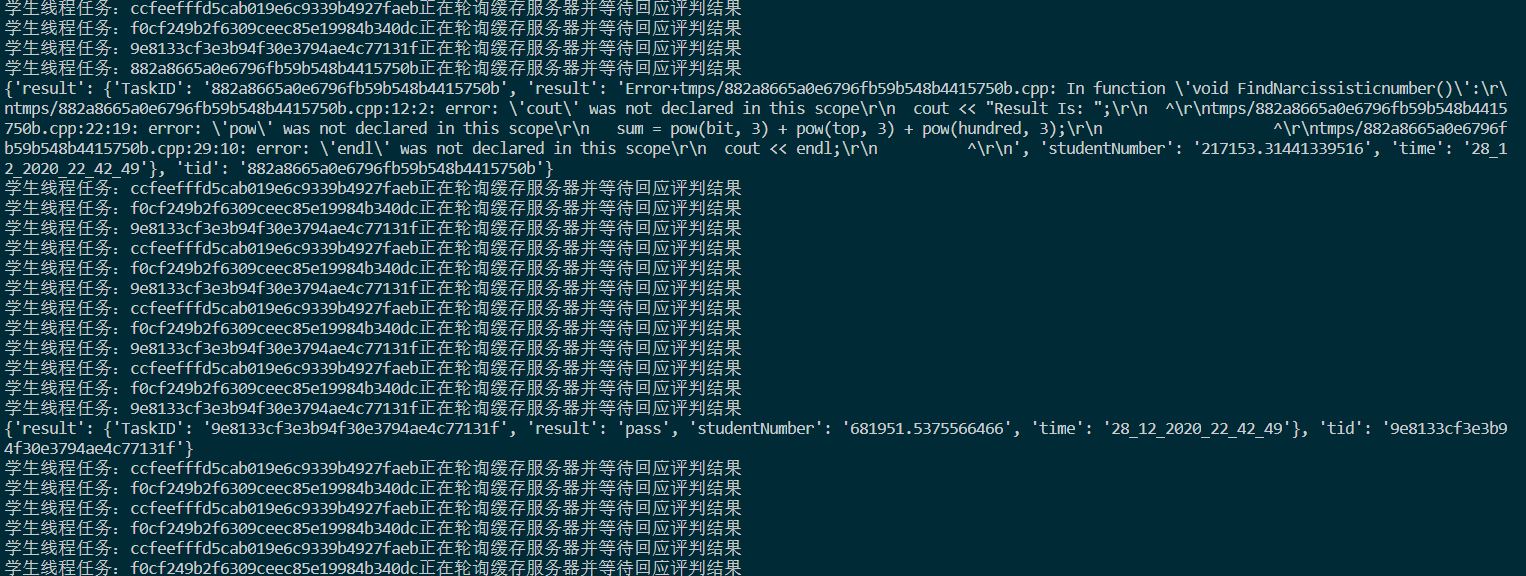 学生线程任务：ccfeefffd5cab019e6c9339b4927faeb正在轮询缓存服务器并等待回应评判结果
学生线程任务：f0cf249b2f6309ceec85e19984b340dc正在轮询缓存服务器并等待回应评判结果
学生线程任务：9e8133cf3e3b94f30e3794ae4c77131f正在轮询缓存服务器并等待回应评判结果
学生线程任务：882a8665a0e6796fb59b548b4415750b正在轮询缓存服务器并等待回应评判结果
{'result': {'TaskID': '882a8665a0e6796fb59b548b4415750b', 'result': 'Error+tmps/882a8665a0e6796fb59b548b4415750b.cpp: In function \'void FindNarcissisticnumber()\':\r\
ntmps/882a8665a0e6796fb59b548b4415750b.cpp:12:2: error: \'cout\' was not declared in this scope\r\n  cout << "Result Is: ";\r\n  ^\r\ntmps/882a8665a0e6796fb59b548b4415
750b.cpp:22:19: error: \'pow\' was not declared in this scope\r\n   sum = pow(bit, 3) + pow(top, 3) + pow(hundred, 3);\r\n                   ^\r\ntmps/882a8665a0e6796f
b59b548b4415750b.cpp:29:10: error: \'endl\' was not declared in this scope\r\n  cout << endl;\r\n          ^\r\n', 'studentNumber': '217153.31441339516', 'time': '28_1
2_2020_22_42_49'}, 'tid': '882a8665a0e6796fb59b548b4415750b'}
学生线程任务：ccfeefffd5cab019e6c9339b4927faeb正在轮询缓存服务器并等待回应评判结果
学生线程任务：f0cf249b2f6309ceec85e19984b340dc正在轮询缓存服务器并等待回应评判结果
学生线程任务：9e8133cf3e3b94f30e3794ae4c77131f正在轮询缓存服务器并等待回应评判结果
学生线程任务：ccfeefffd5cab019e6c9339b4927faeb正在轮询缓存服务器并等待回应评判结果
学生线程任务：f0cf249b2f6309ceec85e19984b340dc正在轮询缓存服务器并等待回应评判结果
学生线程任务：9e8133cf3e3b94f30e3794ae4c77131f正在轮询缓存服务器并等待回应评判结果
学生线程任务：ccfeefffd5cab019e6c9339b4927faeb正在轮询缓存服务器并等待回应评判结果
学生线程任务：f0cf249b2f6309ceec85e19984b340dc正在轮询缓存服务器并等待回应评判结果
学生线程任务：9e8133cf3e3b94f30e3794ae4c77131f正在轮询缓存服务器并等待回应评判结果
学生线程任务：ccfeefffd5cab019e6c9339b4927faeb正在轮询缓存服务器并等待回应评判结果
学生线程任务：f0cf249b2f6309ceec85e19984b340dc正在轮询缓存服务器并等待回应评判结果
学生线程任务：9e8133cf3e3b94f30e3794ae4c77131f正在轮询缓存服务器并等待回应评判结果
{'result': {'TaskID': '9e8133cf3e3b94f30e3794ae4c77131f', 'result': 'pass', 'studentNumber': '681951.5375566466', 'time': '28_12_2020_22_42_49'}, 'tid': '9e8133cf3e3b9
4f30e3794ae4c77131f'}
学生线程任务：ccfeefffd5cab019e6c9339b4927faeb正在轮询缓存服务器并等待回应评判结果
学生线程任务：f0cf249b2f6309ceec85e19984b340dc正在轮询缓存服务器并等待回应评判结果
学生线程任务：ccfeefffd5cab019e6c9339b4927faeb正在轮询缓存服务器并等待回应评判结果
学生线程任务：f0cf249b2f6309ceec85e19984b340dc正在轮询缓存服务器并等待回应评判结果
学生线程任务：ccfeefffd5cab019e6c9339b4927faeb正在轮询缓存服务器并等待回应评判结果
学生线程任务：f0cf249b2f6309ceec85e19984b340dc正在轮询缓存服务器并等待回应评判结果